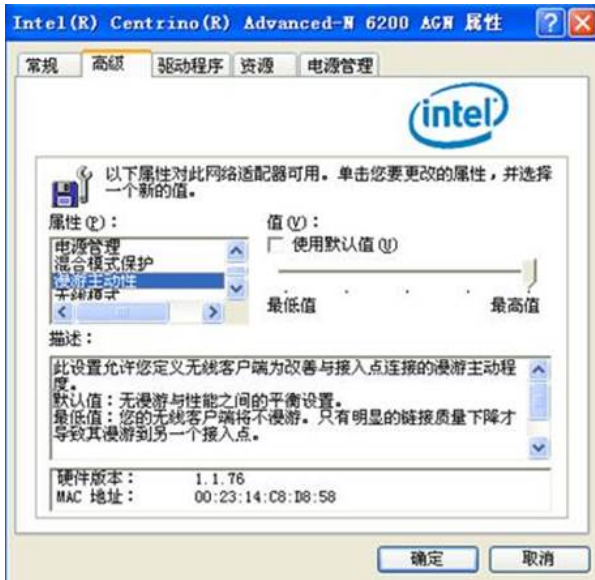 Intel(R) Centrino(R) Advanced-N 6200 AGN 属性
常规 高级 驱动程序 资源 电源管理
intel
以下属性对此网络适配器可用。单击您要更改的属性，并选择
一个新的值。
属性(P)： 值(V)：
电源管理 使用默认值(U)
混合模式保护
漫游主动性
无线模式
最低值 最高值
描述：
此设置允许您定义无线客户端为改善与接入点连接的漫游主动程
度。
默认值：无漫游与性能之间的平衡设置。
最低值：您的无线客户端将不漫游。只有明显的链接质量下降才
导致其漫游到另一个接入点。
硬件版本： 1.1.76
MAC 地址： 00:23:14:C8:D8:58
确定 取消